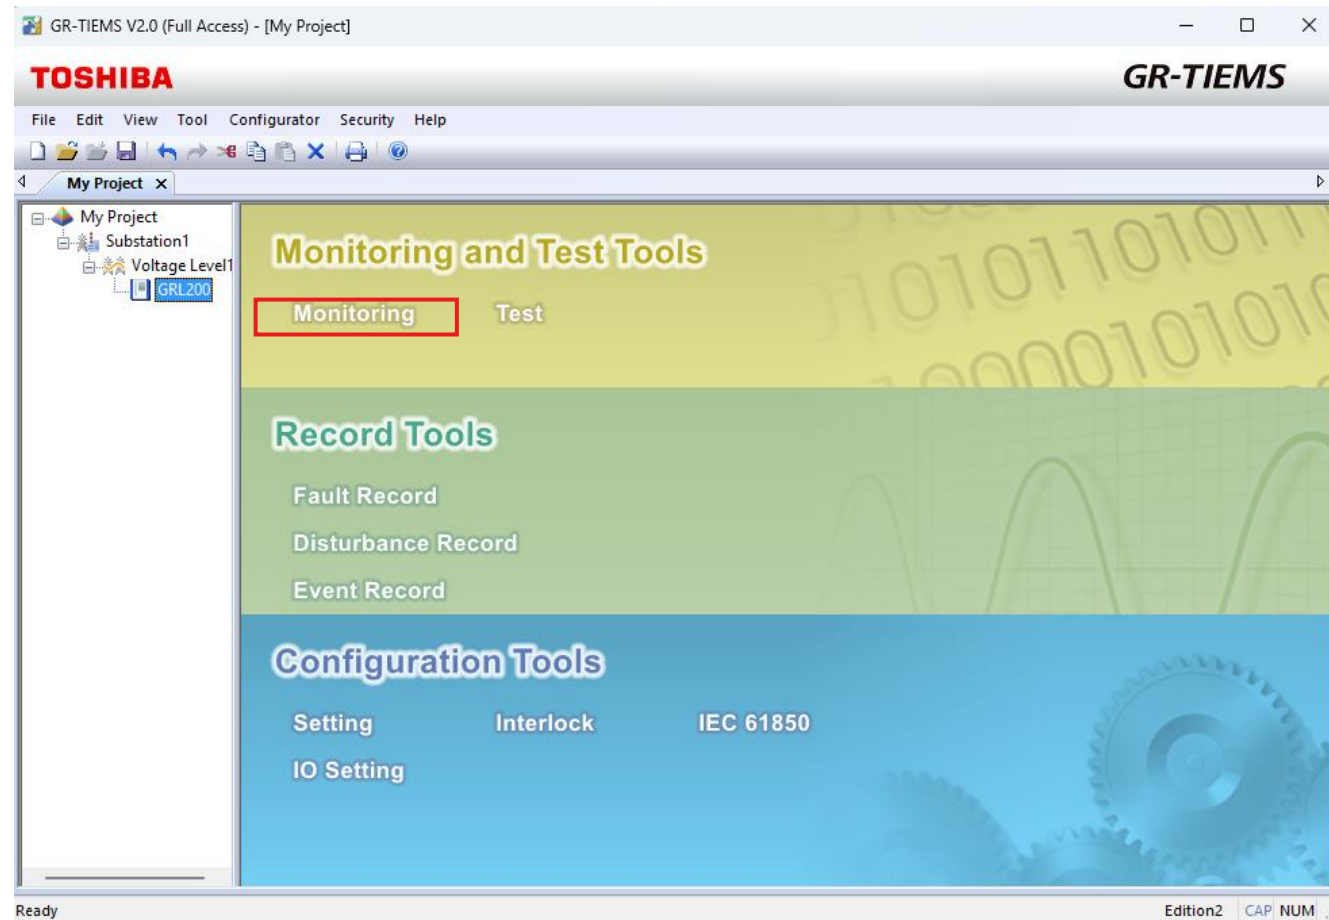 GR-TIEMS V2.0 (Full Access) - [My Project]
TOSHIBA
GR-TIEMS
File Edit View Tool Configurator Security Help
My Project
My Project
Substation1
Voltage Level1
GRL200
Monitoring and Test Tools
Monitoring Test
Record Tools
Fault Record
Disturbance Record
Event Record
Configuration Tools
Setting Interlock IEC 61850
IO Setting
Ready
Edition2 CAP NUM